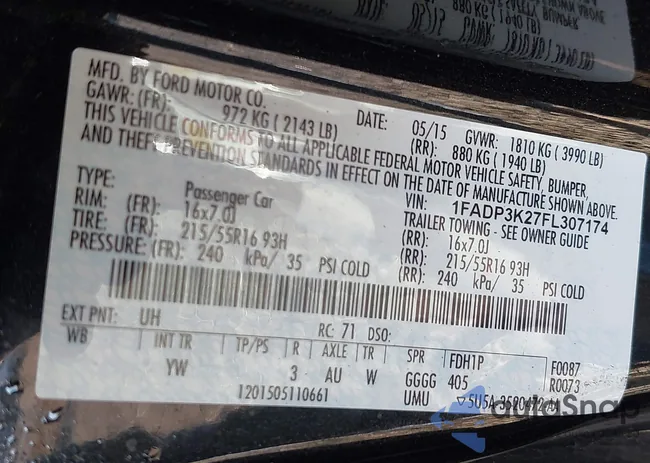 MFD. BY FORD MOTOR CO.
DATE: 05/15 GVWR: 1810 KG ( 3990 LB)
GAWR: (FR): 972 KG ( 2143 LB) (RR): 880 KG ( 1940 LB)
THIS VEHICLE CONFORMS TO ALL APPLICABLE FEDERAL MOTOR VEHICLE SAFETY, BUMPER,
AND THEFT PREVENTION STANDARDS IN EFFECT ON THE DATE OF MANUFACTURE SHOWN ABOVE.
VIN: 1FADP3K27FL307174
TYPE: Passenger Car TRAILER TOWING - SEE OWNER GUIDE
RIM: (FR): 16x7.0J (RR): 16x7.0J
TIRE: (FR): 215/55R16 93H (RR): 215/55R16 93H
PRESSURE: (FR): 240 kPa/ 35 PSI COLD (RR): 240 kPa/ 35 PSI COLD
EXT PNT: UH RC: 71 DSO:
WB INT TR TP/PS R AXLE TR SPR FDH1P F0087
YW 3 AU W GGGG 405 R0073
1201505110661 UMU ▽5U5A-3520472-AA
autoSnap